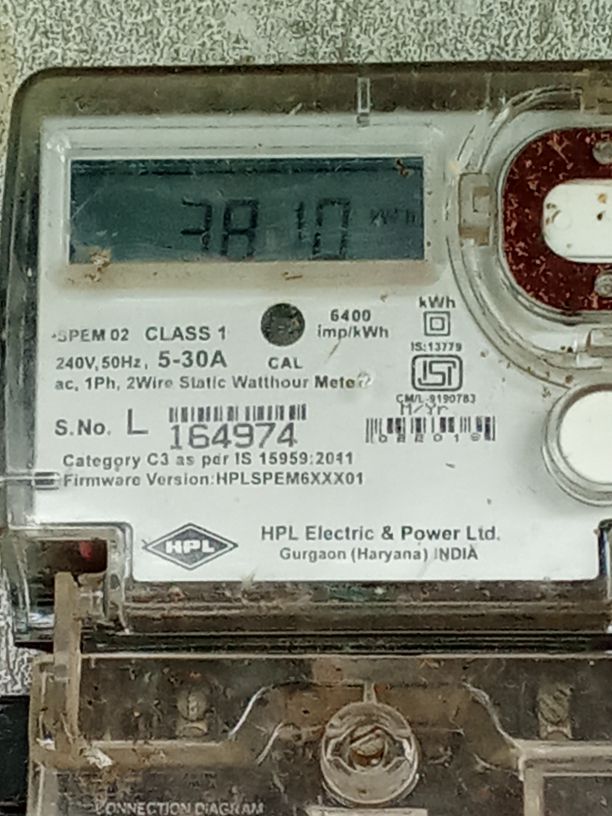 3810 kWh
SPEM 02 CLASS 1
6400
imp/kWh
kWh
240V, 50Hz, 5-30A
CAL
IS:13779
ac, 1Ph, 2Wire Static Watthour Meter
CM/L-9190783
M/Yr
S.No. L 164974
Category C3 as per IS 15959:2011
Firmware Version:HPLSPEM6XXX01
HPL
HPL Electric & Power Ltd.
Gurgaon (Haryana) INDIA
CONNECTION DIAGRAM